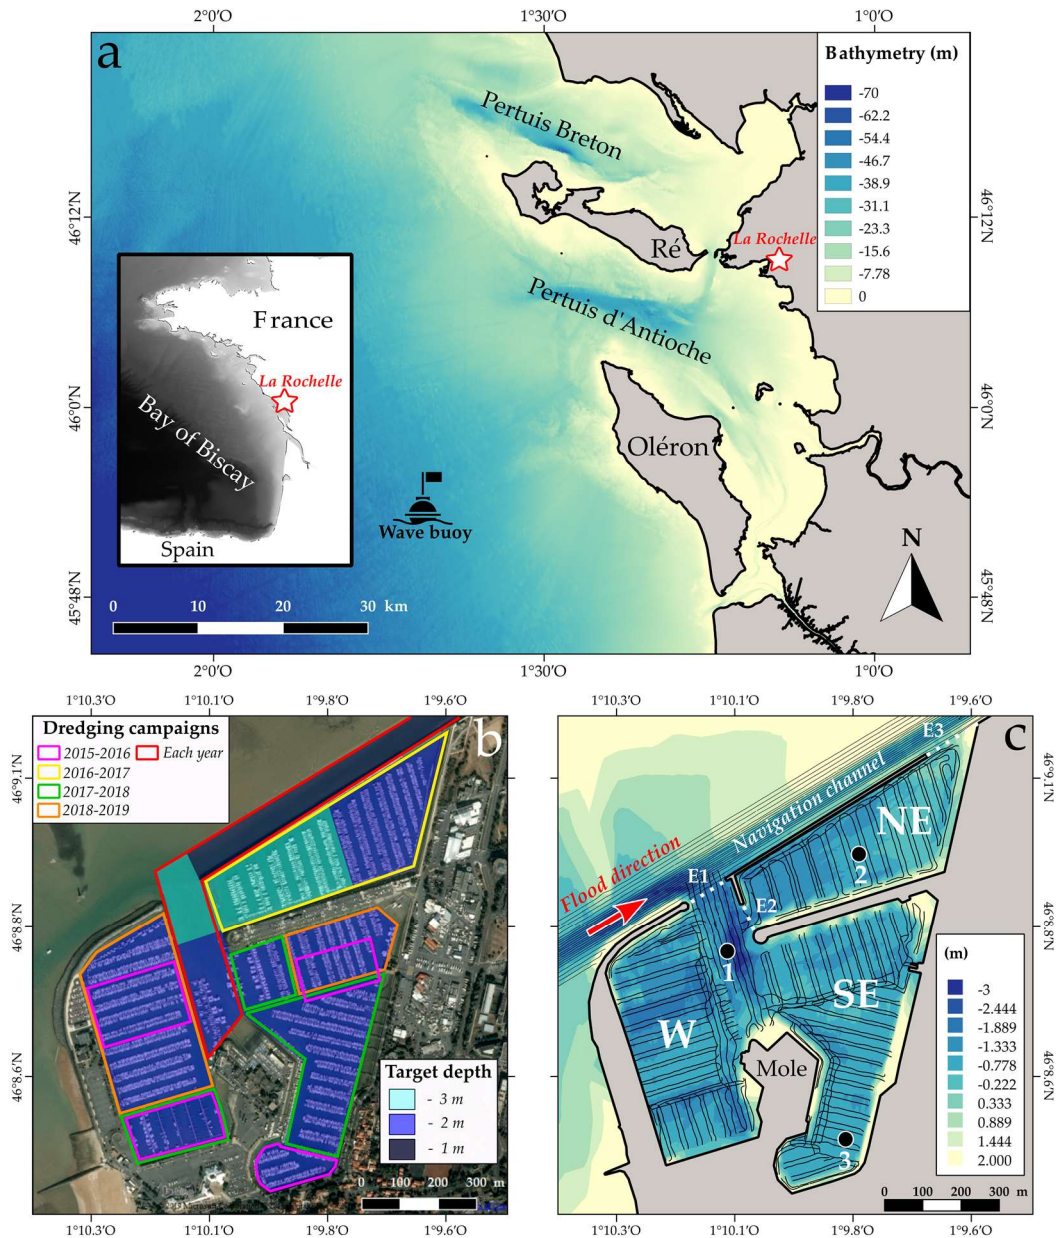 2°0'O 1°30'O 1°0'O
a
Bathymetry (m)
-70
-62.2
-54.4
-46.7
-38.9
-31.1
-23.3
-15.6
-7.78
0
Pertuis Breton
46°12'N
46°12'N
Ré
La Rochelle
Pertuis d'Antioche
France
La Rochelle
Bay of Biscay
Spain
46°0'N
46°0'N
Oléron
Wave buoy
N
45°48'N
45°48'N
0 10 20 30 km
2°0'O 1°30'O 1°0'O
1°10.3'O 1°10.1'O 1°9.8'O 1°9.6'O
b
Dredging campaigns
2015-2016 Each year
2016-2017
2017-2018
2018-2019
46°9.1'N
46°8.8'N
46°8.6'N
Target depth
- 3 m
- 2 m
- 1 m
0 100 200 300 m
1°10.3'O 1°10.1'O 1°9.8'O 1°9.6'O
1°10.3'O 1°10.1'O 1°9.8'O 1°9.6'O
c
E3
Navigation channel
NE
Flood direction
E1
2
E2
1
SE
W
Mole
3
46°9.1'N
46°8.8'N
46°8.6'N
(m)
-3
-2.444
-1.889
-1.333
-0.778
-0.222
0.333
0.889
1.444
2.000
0 100 200 300 m
1°10.3'O 1°10.1'O 1°9.8'O 1°9.6'O